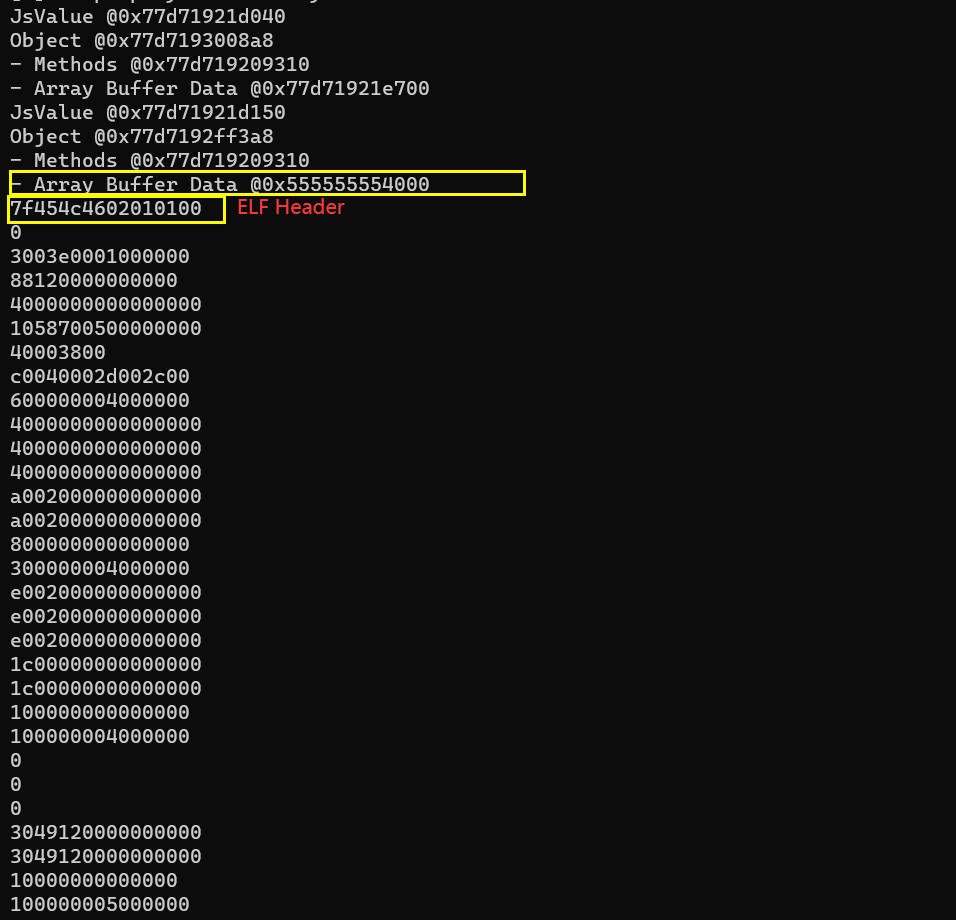 JsValue @0x77d71921d040
Object @0x77d7193008a8
- Methods @0x77d719209310
- Array Buffer Data @0x77d71921e700
JsValue @0x77d71921d150
Object @0x77d7192ff3a8
- Methods @0x77d719209310
- Array Buffer Data @0x555555554000
7f454c4602010100 ELF Header
0
3003e0001000000
88120000000000
4000000000000000
1058700500000000
40003800
c0040002d002c00
600000004000000
4000000000000000
4000000000000000
4000000000000000
a002000000000000
a002000000000000
800000000000000
300000004000000
e002000000000000
e002000000000000
e002000000000000
1c00000000000000
1c00000000000000
100000000000000
100000004000000
0
0
0
3049120000000000
3049120000000000
10000000000000
100000005000000